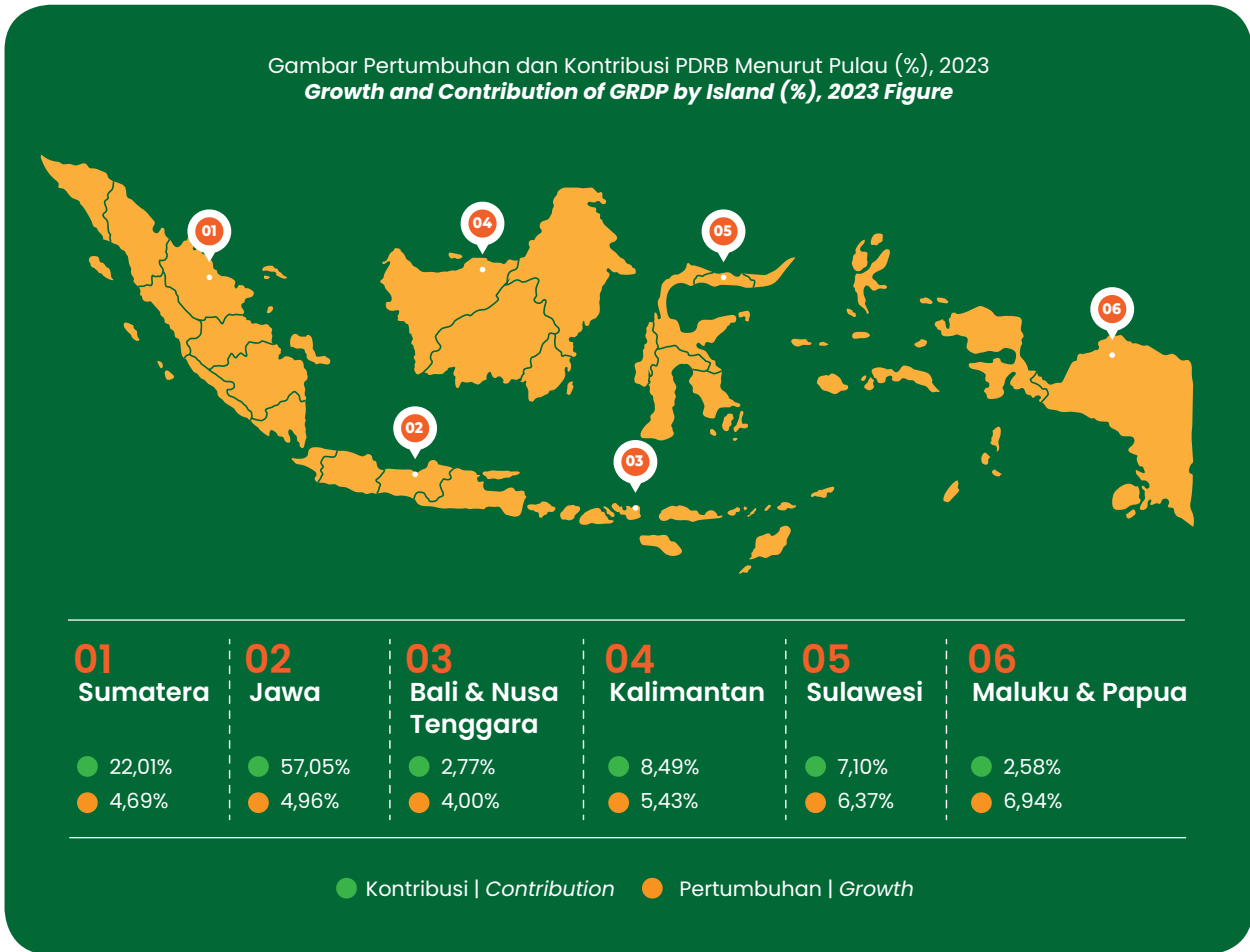 Gambar Pertumbuhan dan Kontribusi PDRB Menurut Pulau (%), 2023
Growth and Contribution of GRDP by Island (%), 2023 Figure
01
04
05
06
02
03
01
Sumatera
22,01%
4,69%
02
Jawa
57,05%
4,96%
03
Bali & Nusa
Tenggara
2,77%
4,00%
04
Kalimantan
8,49%
5,43%
05
Sulawesi
7,10%
6,37%
06
Maluku & Papua
2,58%
6,94%
Kontribusi | Contribution
Pertumbuhan | Growth